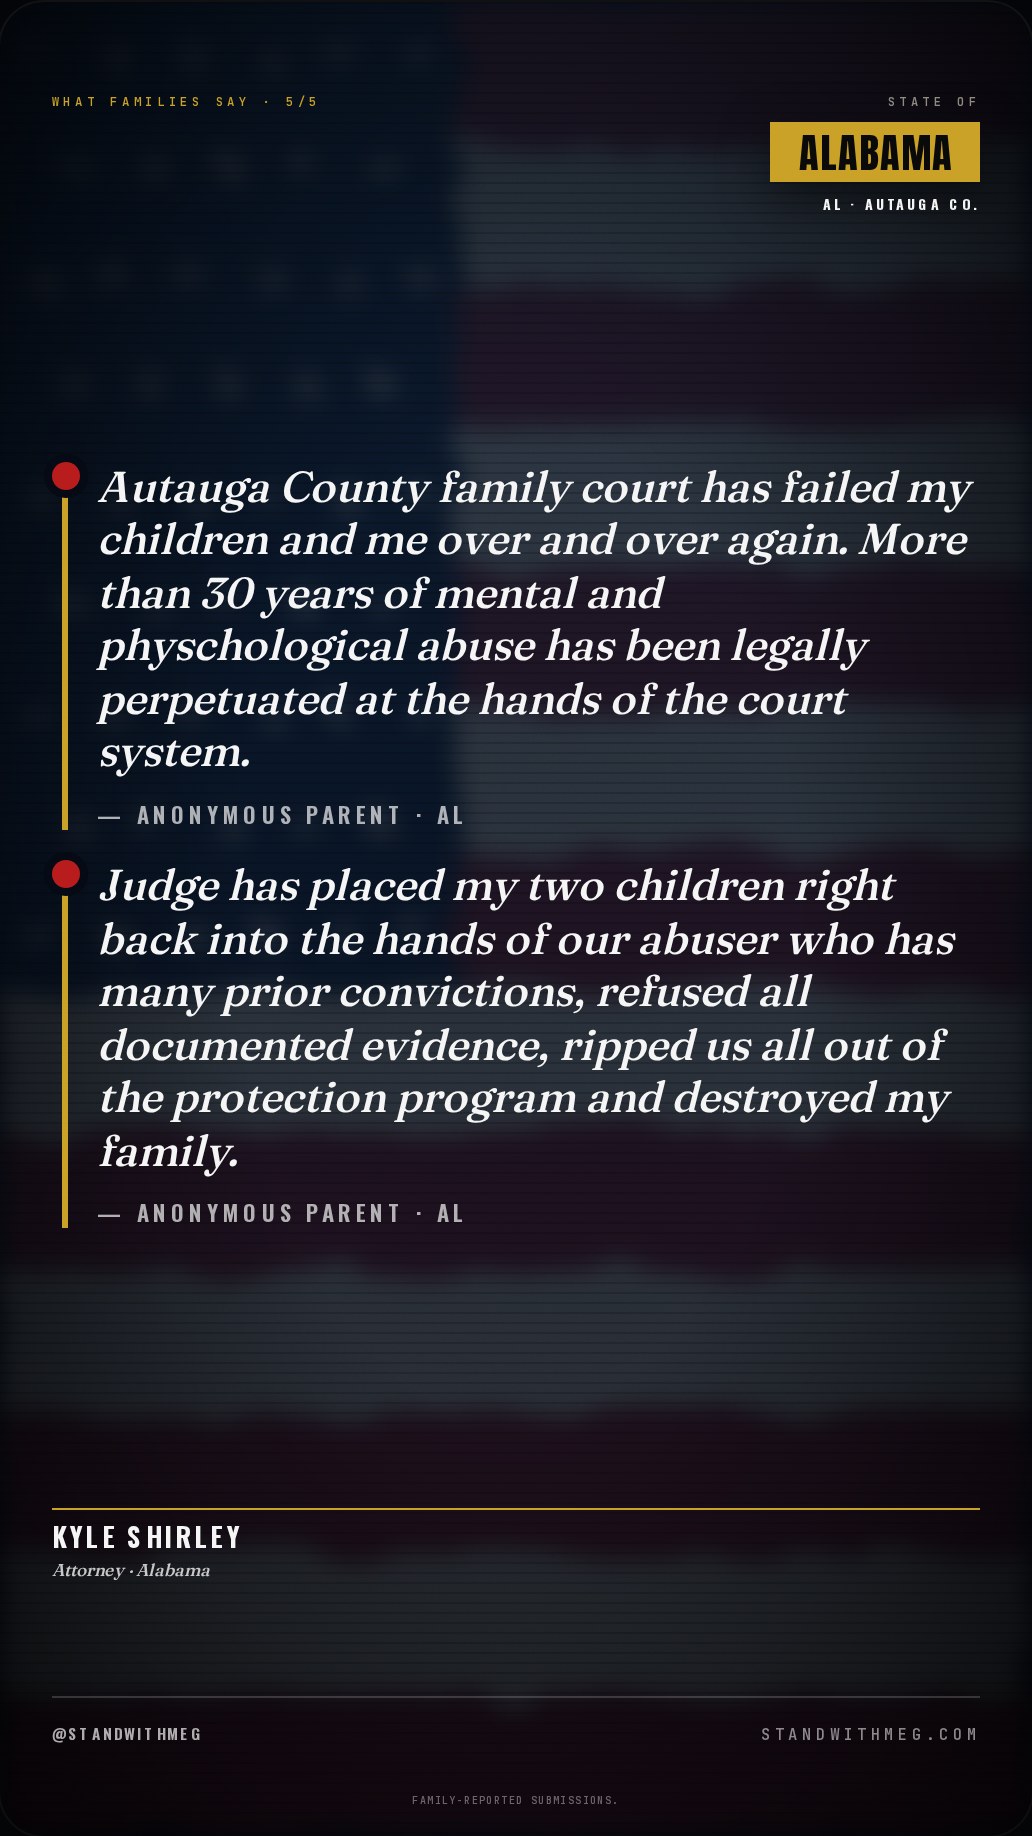 WHAT FAMILIES SAY · 5/5
STATE OF
ALABAMA
AL · AUTAUGA CO.
Autauga County family court has failed my
children and me over and over again. More
than 30 years of mental and
physchological abuse has been legally
perpetuated at the hands of the court
system.
— ANONYMOUS PARENT · AL
Judge has placed my two children right
back into the hands of our abuser who has
many prior convictions, refused all
documented evidence, ripped us all out of
the protection program and destroyed my
family.
— ANONYMOUS PARENT · AL
KYLE SHIRLEY
Attorney · Alabama
@STANDWITHMEG
STANDWITHMEG.COM
FAMILY-REPORTED SUBMISSIONS.